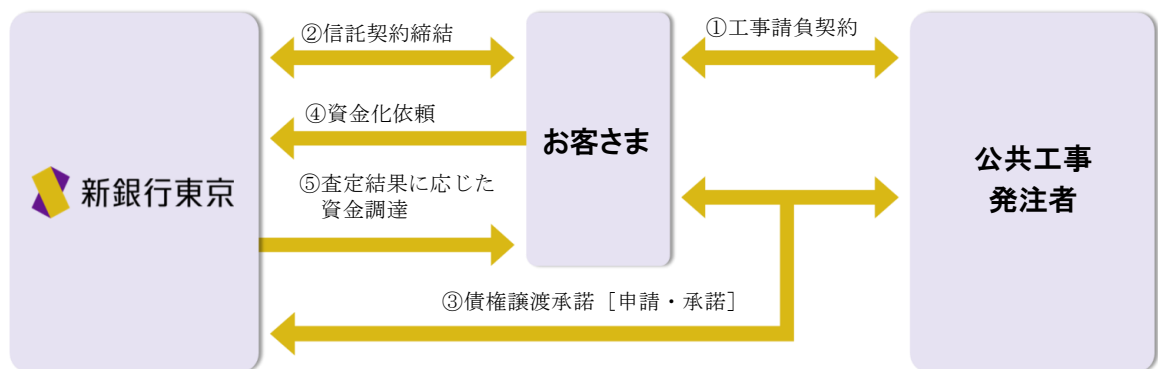 ②信託契約締結
①工事請負契約
④資金化依頼
お客さま
公共工事
発注者
新銀行東京
⑤査定結果に応じた
資金調達
③債権譲渡承諾［申請・承諾］